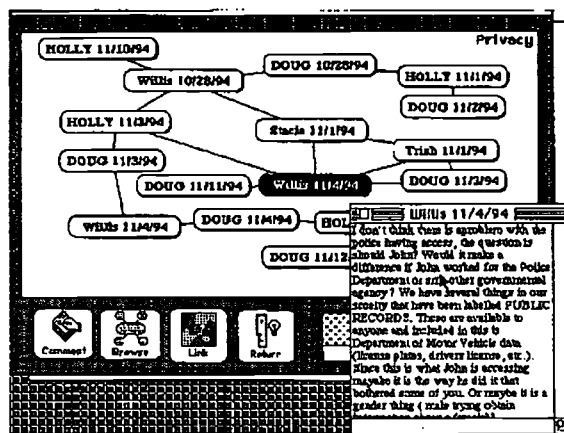 Privacy
HOLLY 11/10/94
DOUG 10/28/94
Willis 10/28/94
HOLLY 11/1/94
DOUG 11/2/94
HOLLY 11/3/94
Stacia 11/1/94
Trish 11/1/94
DOUG 11/3/94
DOUG 11/11/94
Willis 11/4/94
DOUG 11/2/94
Willis 11/4/94
DOUG 11/4/94
HOL
DOUG 11/12
Comment
Browse
Link
Return
Willis 11/4/94
I don't think there is aproblem with the
police having access, the question is
should John? Would it make a
difference if John worked for the Police
Department or some other governmental
agency? We have several things in our
society that have been labelled PUBLIC
RECORDS. These are available to
anyone and included in this is
Department of Motor Vehicle data
(license plates, drivers license, etc.).
Since this is what John is accessing
mayabe it is the way he did it that
bothered some of you. Or maybe it is a
gender thing ( male trying obtain